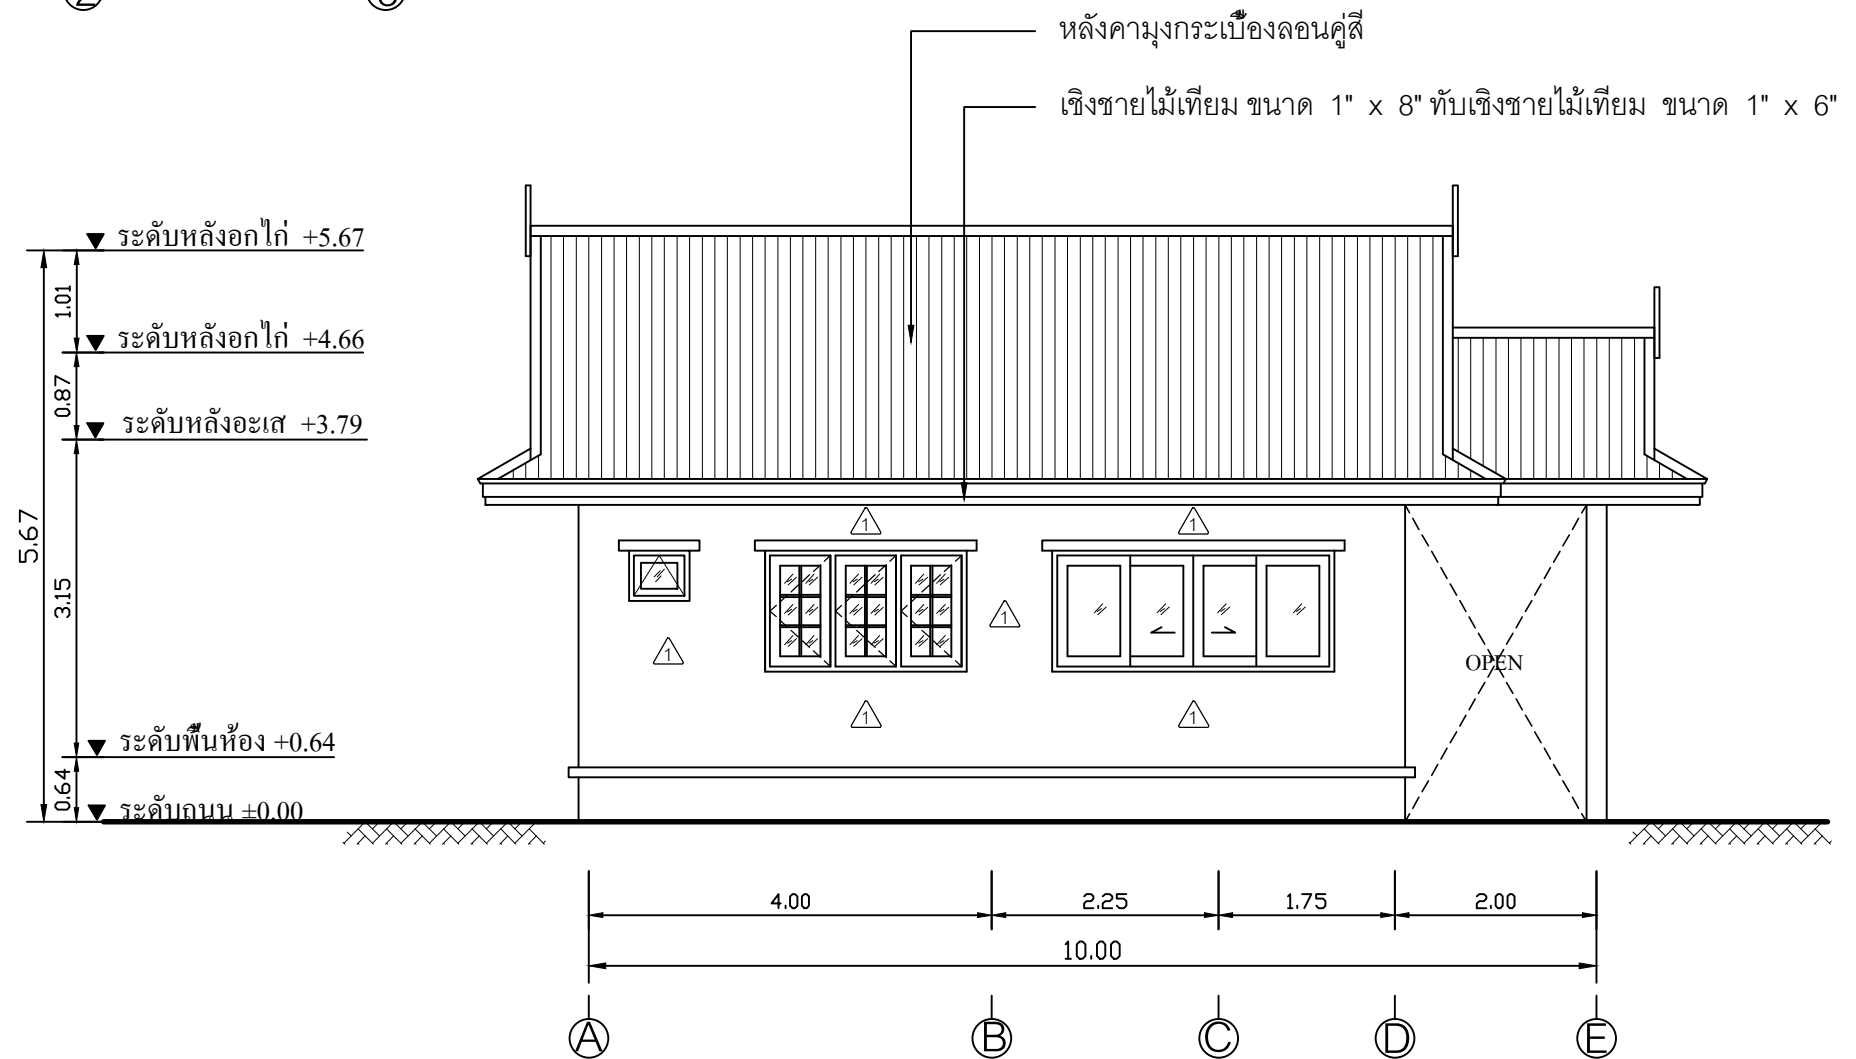 หลังคามุงกระเบื้องลอนคู่สี
เชิงชายไม้เทียม ขนาด 1" x 8" ทับเชิงชายไม้เทียม ขนาด 1" x 6"
ระดับหลังอกไก่ +5.67
1.01
ระดับหลังอกไก่ +4.66
0.87
ระดับหลังอะเส +3.79
5.67
3.15
ระดับพื้นห้อง +0.64
0.64
ระดับถนน ±0.00
1
1
1
1
1
1
OPEN
4.00
2.25
1.75
2.00
10.00
A
B
C
D
E